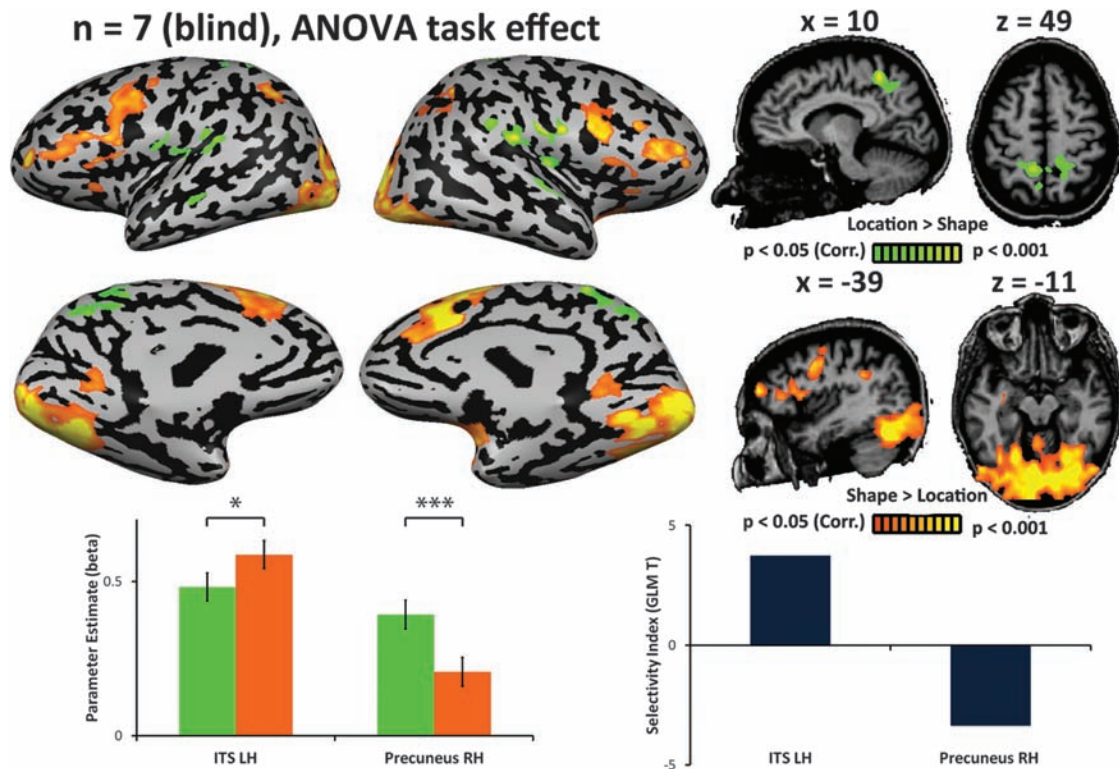 n = 7 (blind), ANOVA task effect
x = 10
z = 49
Location > Shape
p < 0.05 (Corr.)
p < 0.001
x = -39
z = -11
Shape > Location
p < 0.05 (Corr.)
p < 0.001
*
***
Parameter Estimate (beta)
0.5
0
ITS LH
Precuneus RH
Selectivity Index (GLM T)
5
0
-5
ITS LH
Precuneus RH